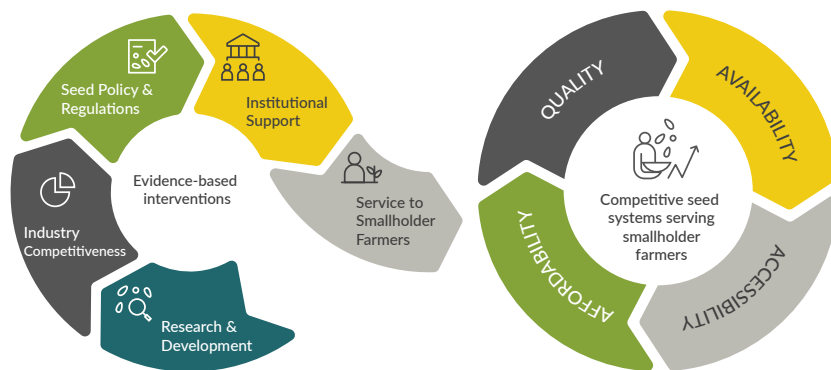 Seed Policy &
Regulations
Institutional
Support
Evidence-based
interventions
Service to
Smallholder
Farmers
Industry
Competitiveness
Research &
Development
QUALITY
AVAILABILITY
Competitive seed
systems serving
smallholder
farmers
AFFORDABILITY
ACCESSIBILITY